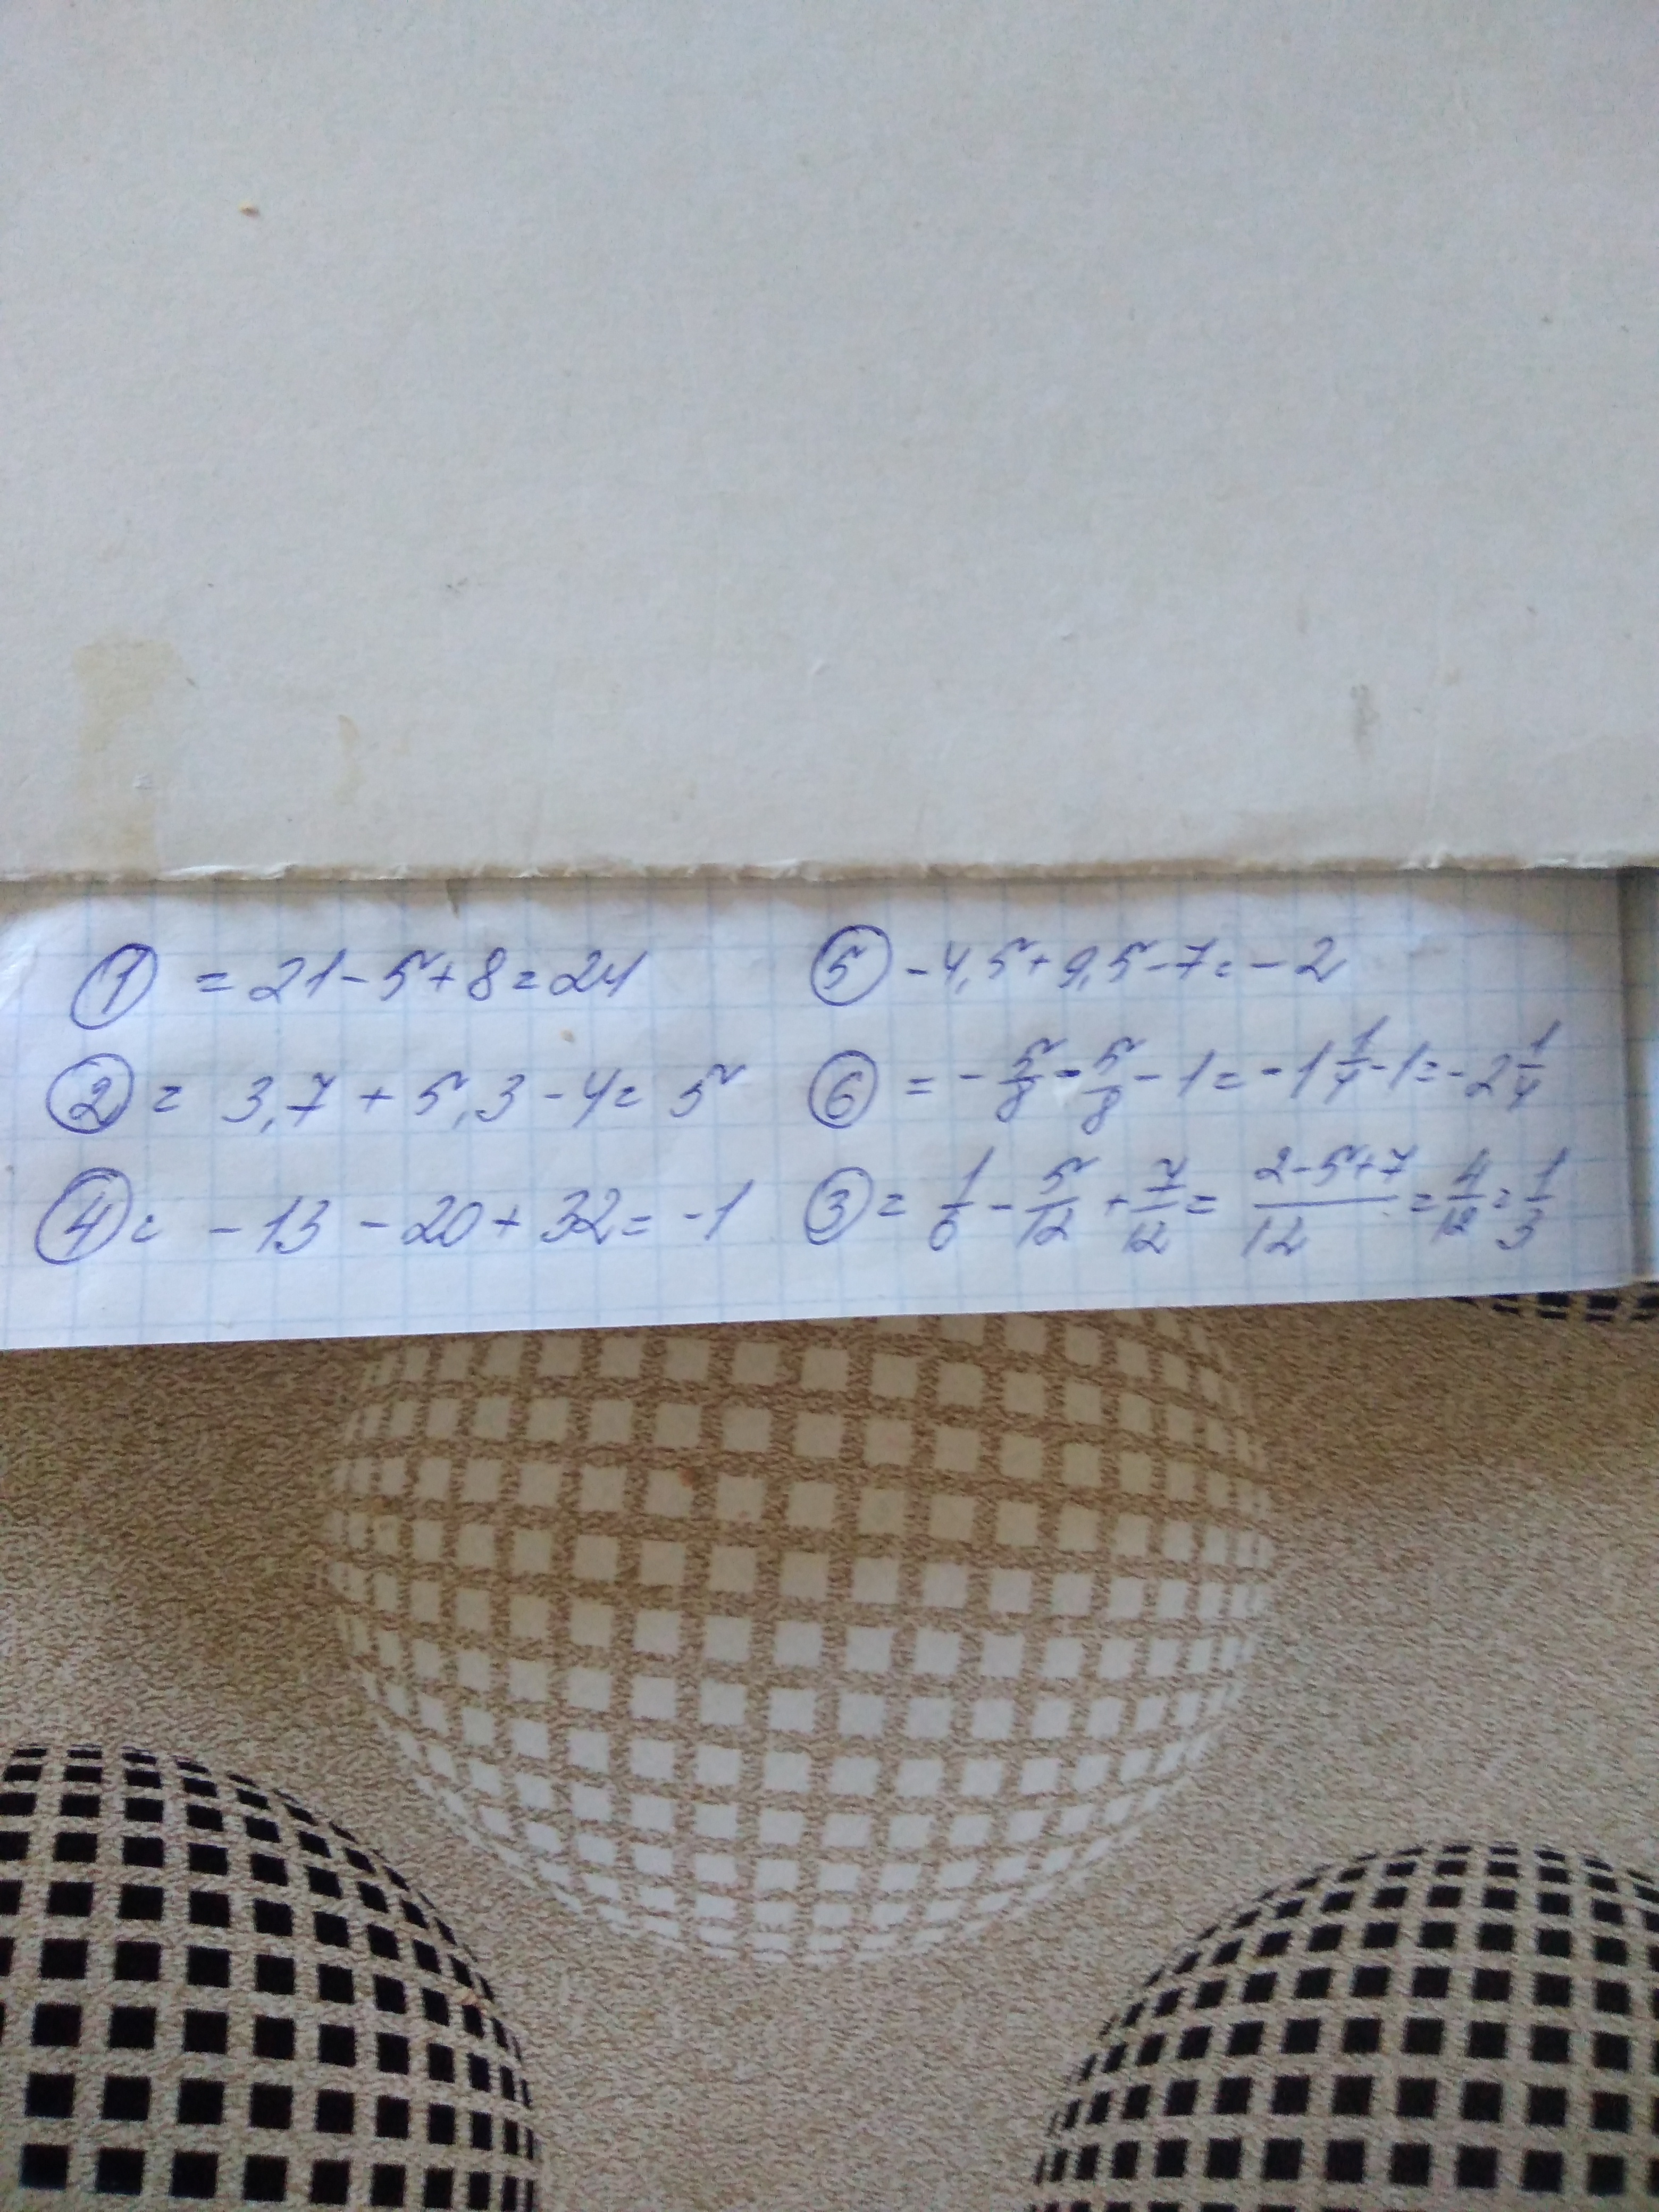 ① = 21 - 5 + 8 = 24
② = 3,7 + 5,3 - 4 = 5
④ = - 13 - 20 + 32 = -1
⑤ - 4,5 + 9,5 - 7 = - 2
⑥ = - 5/8 - 5/8 - 1 = - 1 1/4 - 1 = - 2 1/4
③ = 1/6 - 5/12 + 7/12 = (2-5+7)/12 = 4/12 = 1/3